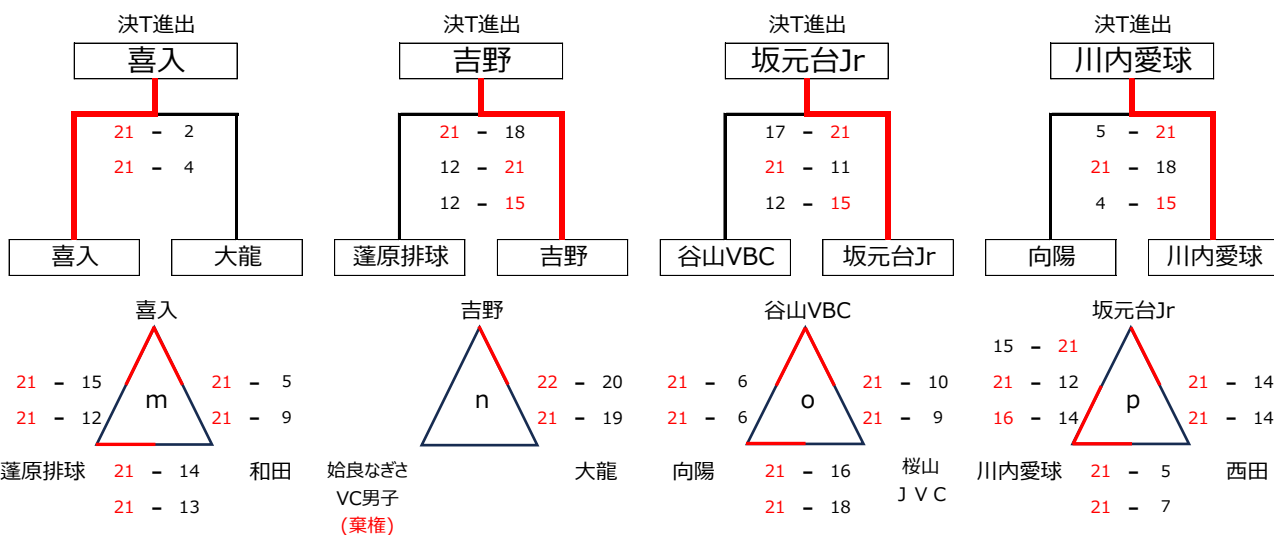 決T進出 決T進出 決T進出 決T進出
喜入 吉野 坂元台Jr 川内愛球
21 - 2 21 - 18 17 - 21 5 - 21
21 - 4 12 - 21 21 - 11 21 - 18
12 - 15 12 - 15 4 - 15
喜入 大龍 蓬原排球 吉野 谷山VBC 坂元台Jr 向陽 川内愛球
喜入 吉野 谷山VBC 坂元台Jr
15 - 21
21 - 15 21 - 5 22 - 20 21 - 6 21 - 10 21 - 12 21 - 14
m n o p
21 - 12 21 - 9 21 - 19 21 - 6 21 - 9 16 - 14 21 - 14
蓬原排球 21 - 14 和田 姶良なぎさ 大龍 向陽 21 - 16 桜山 川内愛球 21 - 5 西田
VC男子 ＪＶＣ
21 - 13 21 - 18 21 - 7
(棄権)